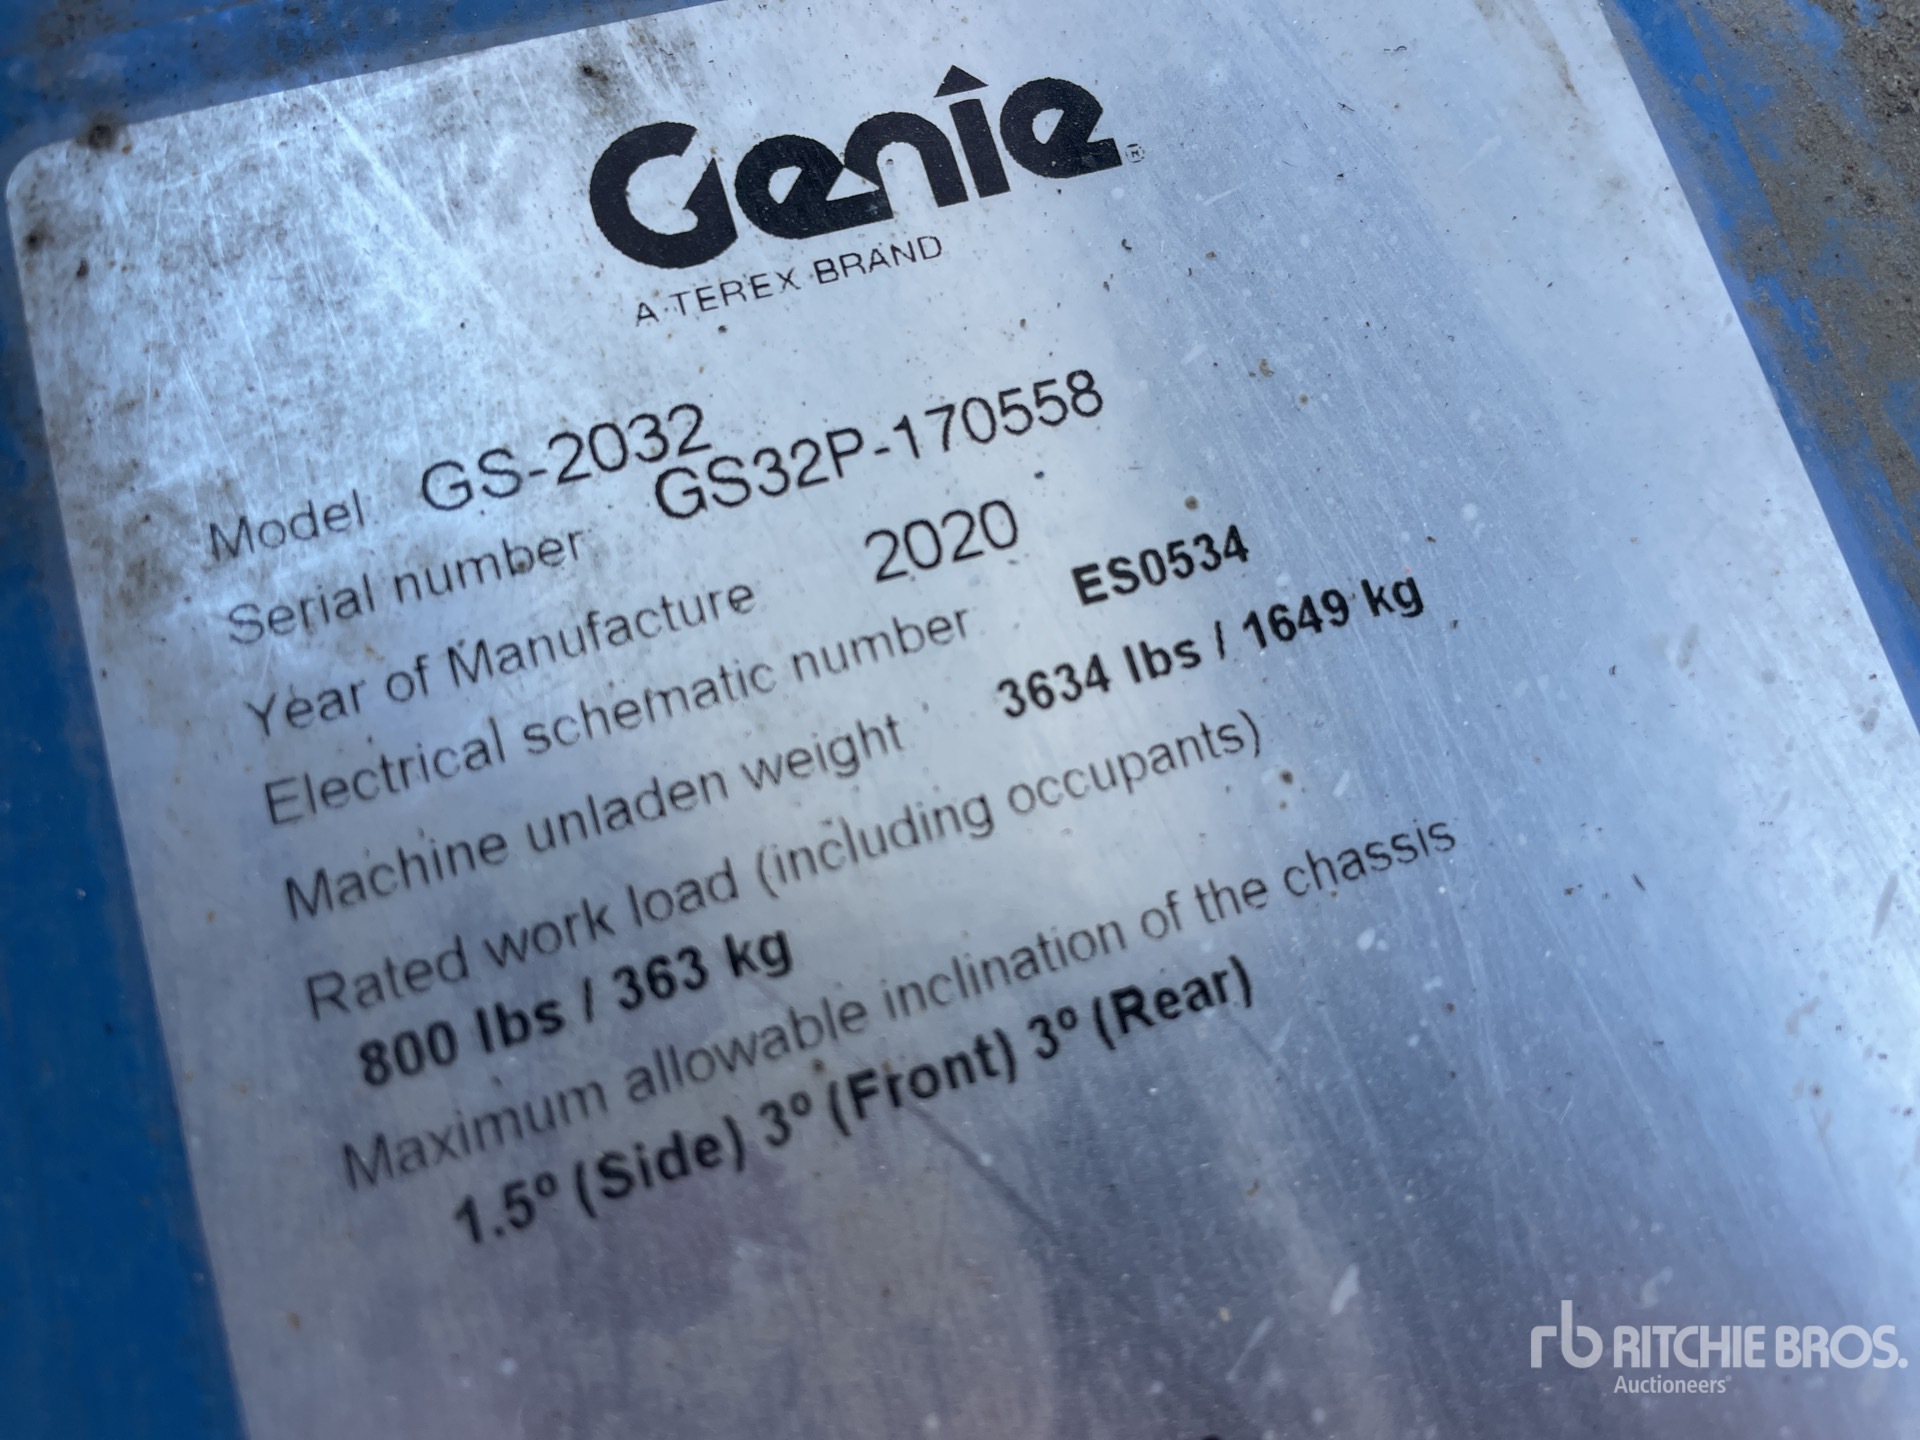 Genie®
A TEREX BRAND
Model GS-2032
Serial number GS32P-170558
Year of Manufacture 2020
Electrical schematic number ES0534
Machine unladen weight 3634 lbs / 1649 kg
Rated work load (including occupants)
800 lbs / 363 kg
Maximum allowable inclination of the chassis
1.5º (Side) 3º (Front) 3º (Rear)
rb RITCHIE BROS.
Auctioneers